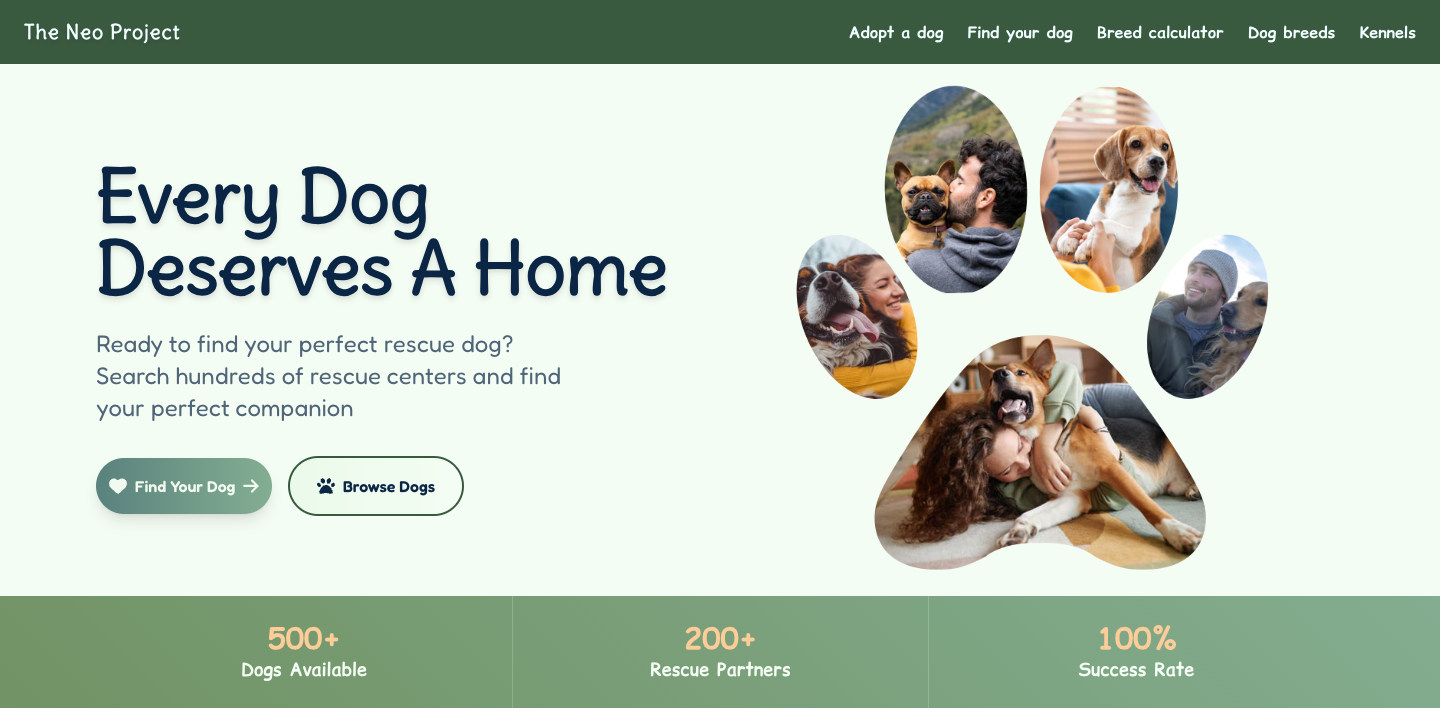 The Neo Project
Adopt a dog
Find your dog
Breed calculator
Dog breeds
Kennels
Every Dog
Deserves A Home
Ready to find your perfect rescue dog?
Search hundreds of rescue centers and find
your perfect companion
Find Your Dog
Browse Dogs
500+
Dogs Available
200+
Rescue Partners
100%
Success Rate